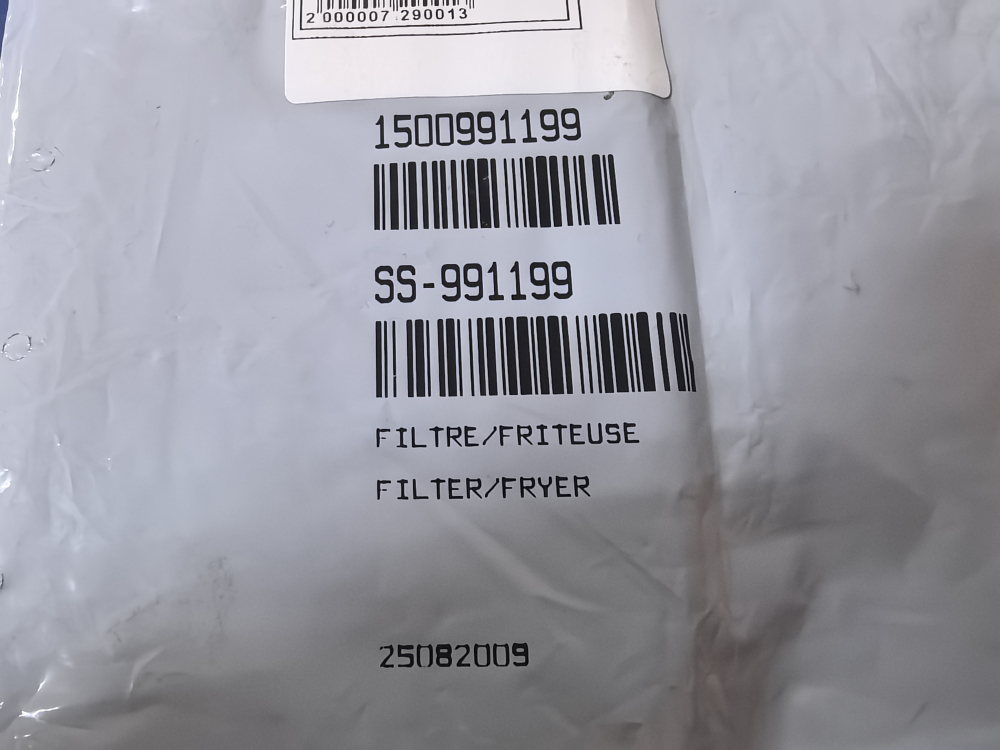 2 000007 290013
1500991199
SS-991199
FILTRE/FRITEUSE
FILTER/FRYER
25082009